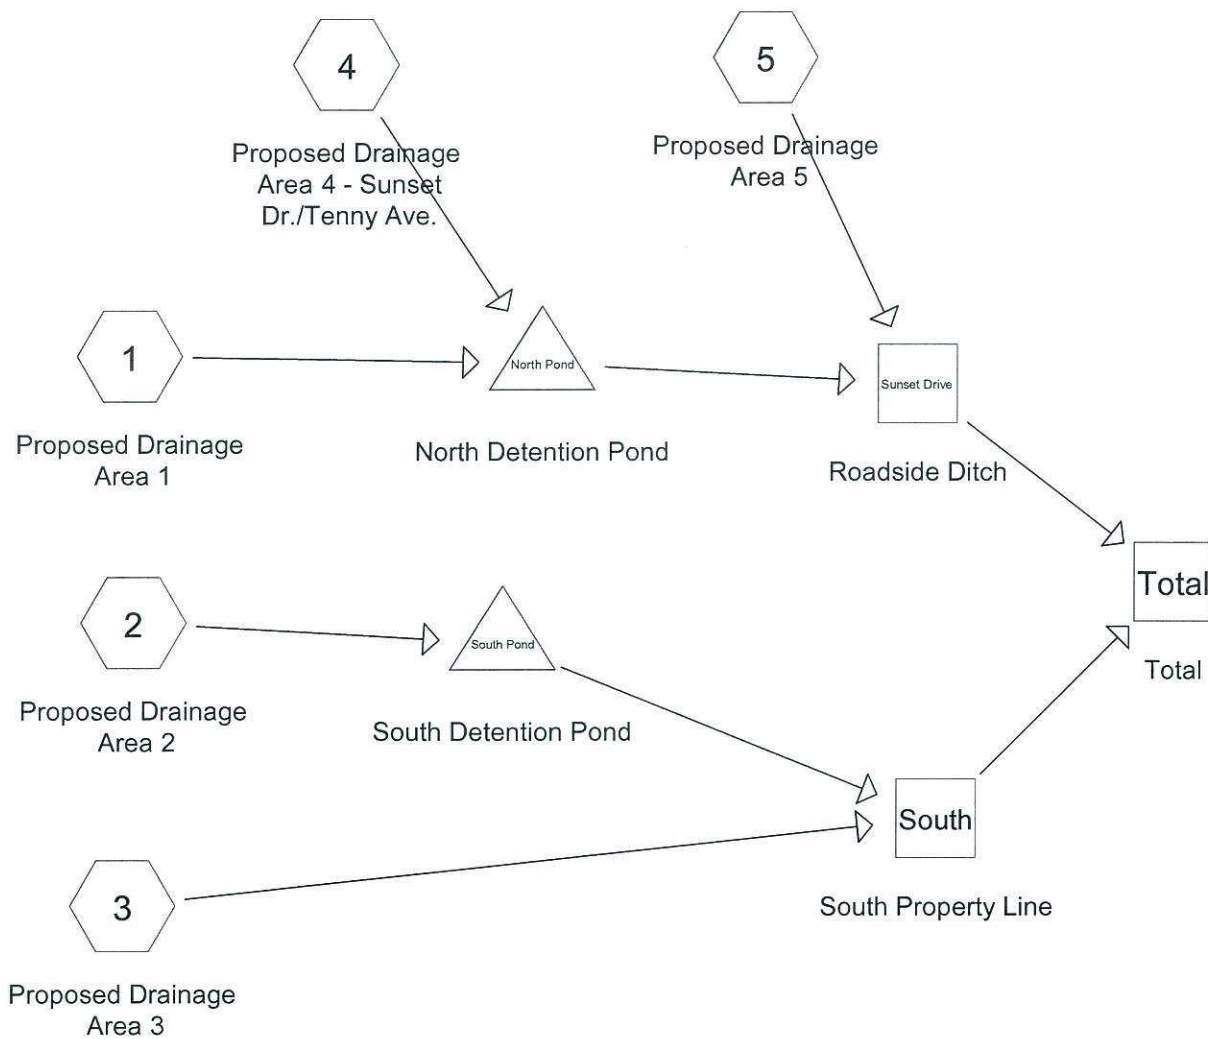 4
Proposed Drainage
Area 4 - Sunset
Dr./Tenny Ave.
5
Proposed Drainage
Area 5
1
Proposed Drainage
Area 1
North Pond
North Detention Pond
Sunset Drive
Roadside Ditch
Total
Total
2
Proposed Drainage
Area 2
South Pond
South Detention Pond
South
South Property Line
3
Proposed Drainage
Area 3